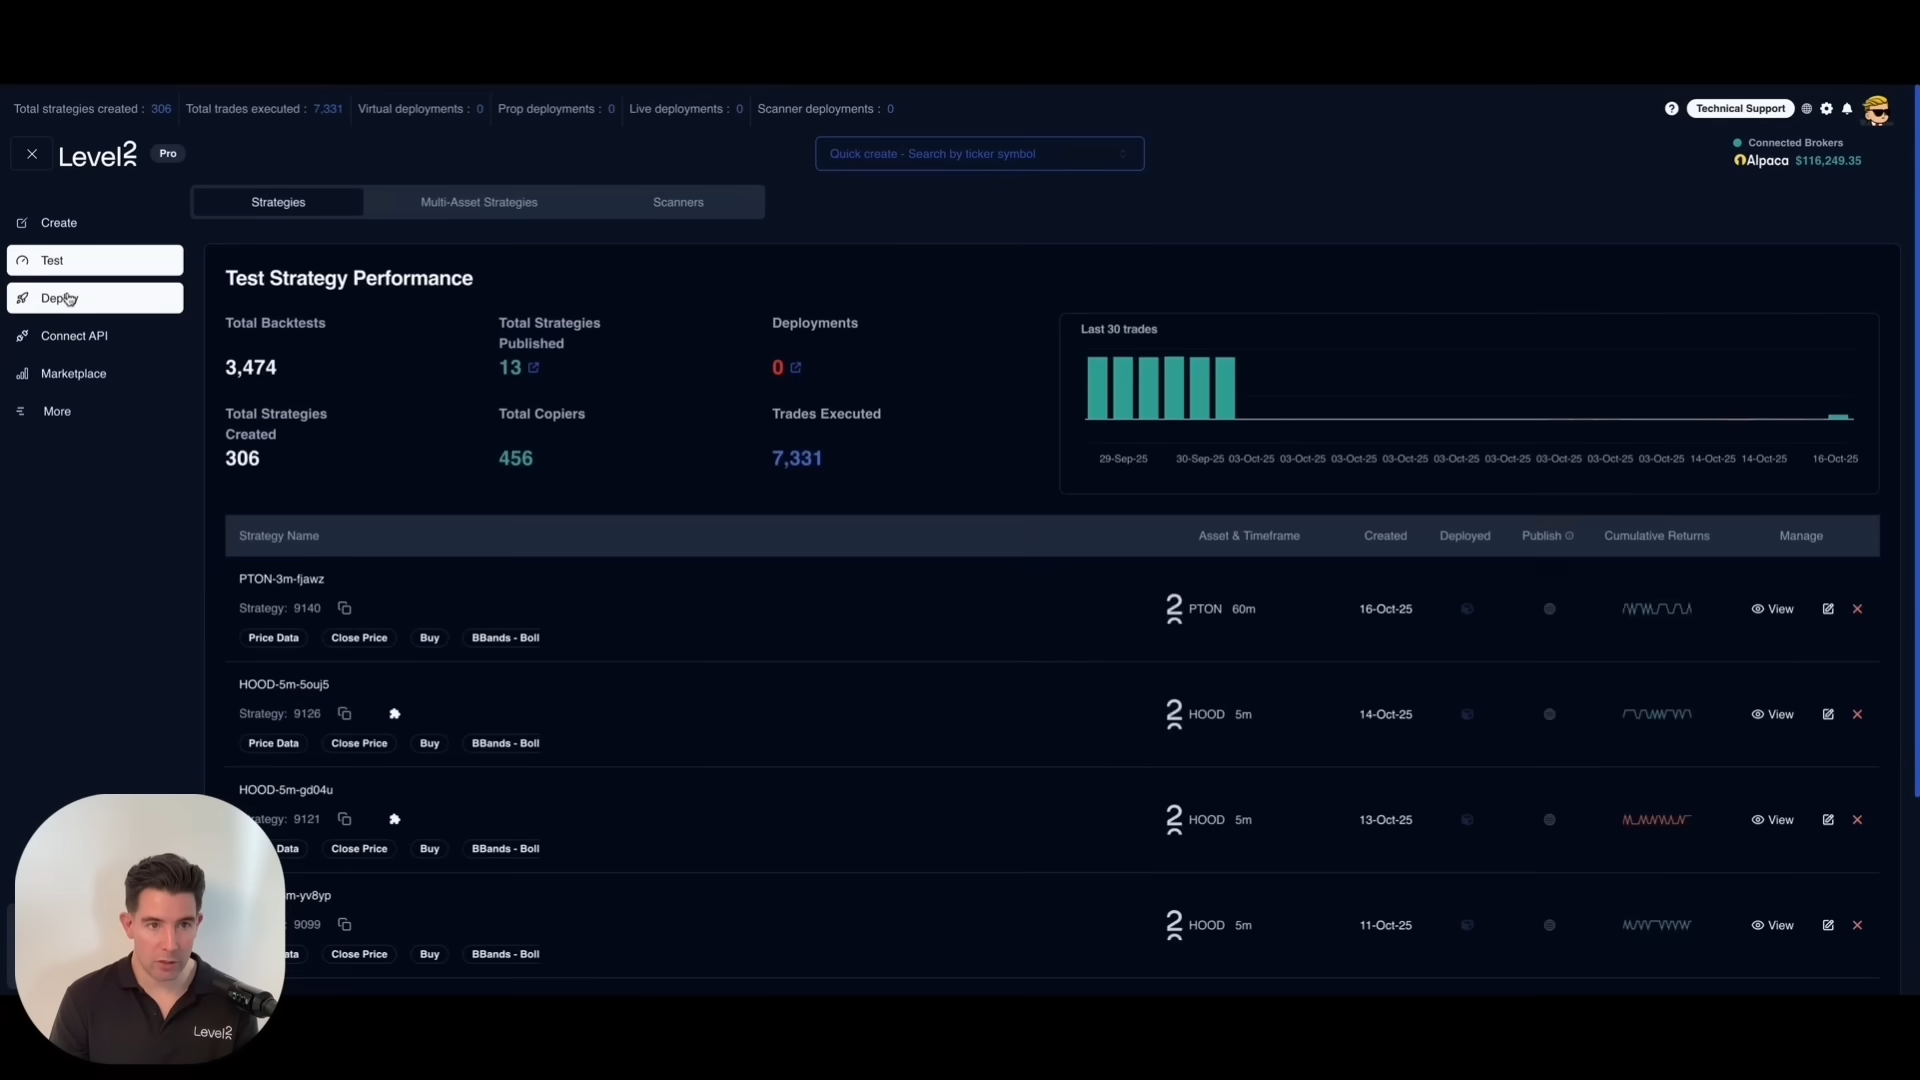 Total strategies created : 306 Total trades executed : 7,331 Virtual deployments : 0 Prop deployments : 0 Live deployments : 0 Scanner deployments : 0
Technical Support
Level2 Pro
Quick create - Search by ticker symbol
Connected Brokers
Alpaca $116,249.35
Strategies Multi-Asset Strategies Scanners
Create
Test
Deploy
Connect API
Marketplace
More
Test Strategy Performance
Total Backtests
3,474
Total Strategies
Published
13
Deployments
0
Total Strategies
Created
306
Total Copiers
456
Trades Executed
7,331
Last 30 trades
29-Sep-25 30-Sep-25 03-Oct-25 03-Oct-25 03-Oct-25 03-Oct-25 03-Oct-25 03-Oct-25 03-Oct-25 03-Oct-25 03-Oct-25 14-Oct-25 14-Oct-25 16-Oct-25
Strategy Name Asset & Timeframe Created Deployed Publish Cumulative Returns Manage
PTON-3m-fjawz
Strategy: 9140
Price Data Close Price Buy BBands - Boll
2 PTON 60m 16-Oct-25 View
HOOD-5m-5ouj5
Strategy: 9126
Price Data Close Price Buy BBands - Boll
2 HOOD 5m 14-Oct-25 View
HOOD-5m-gd04u
ategy: 9121
Data Close Price Buy BBands - Boll
2 HOOD 5m 13-Oct-25 View
m-yv8yp
9099
ata Close Price Buy BBands - Boll
2 HOOD 5m 11-Oct-25 View
Level2